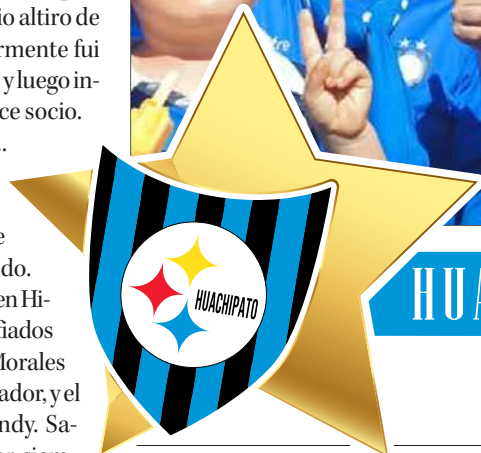 io altiro de
rmente fui
y luego in-
ce socio.
..
e
do.
en Hi-
fiados
Morales
ador, y el
ndy. Sa-
HUACHIPATO
HUA